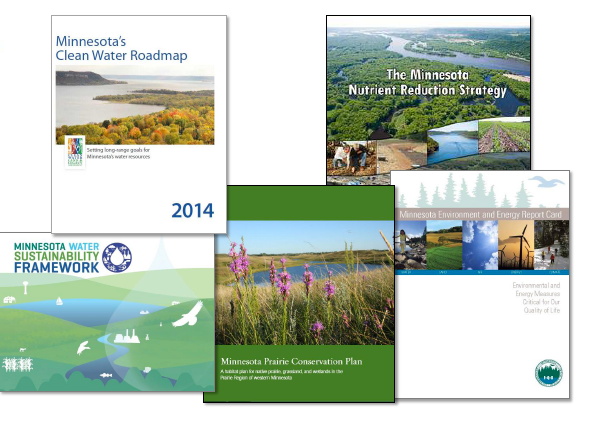 Minnesota's
Clean Water Roadmap
Setting long-range goals for
Minnesota's water resources
2014
The Minnesota
Nutrient Reduction Strategy
MINNESOTA WATER
SUSTAINABILITY
FRAMEWORK
Minnesota Prairie Conservation Plan
A habitat plan for native prairie, grassland, and wetlands in the
Prairie Region of western Minnesota
Minnesota Environment and Energy Report Card
Environmental and
Energy Measures
Critical for Our
Quality of Life